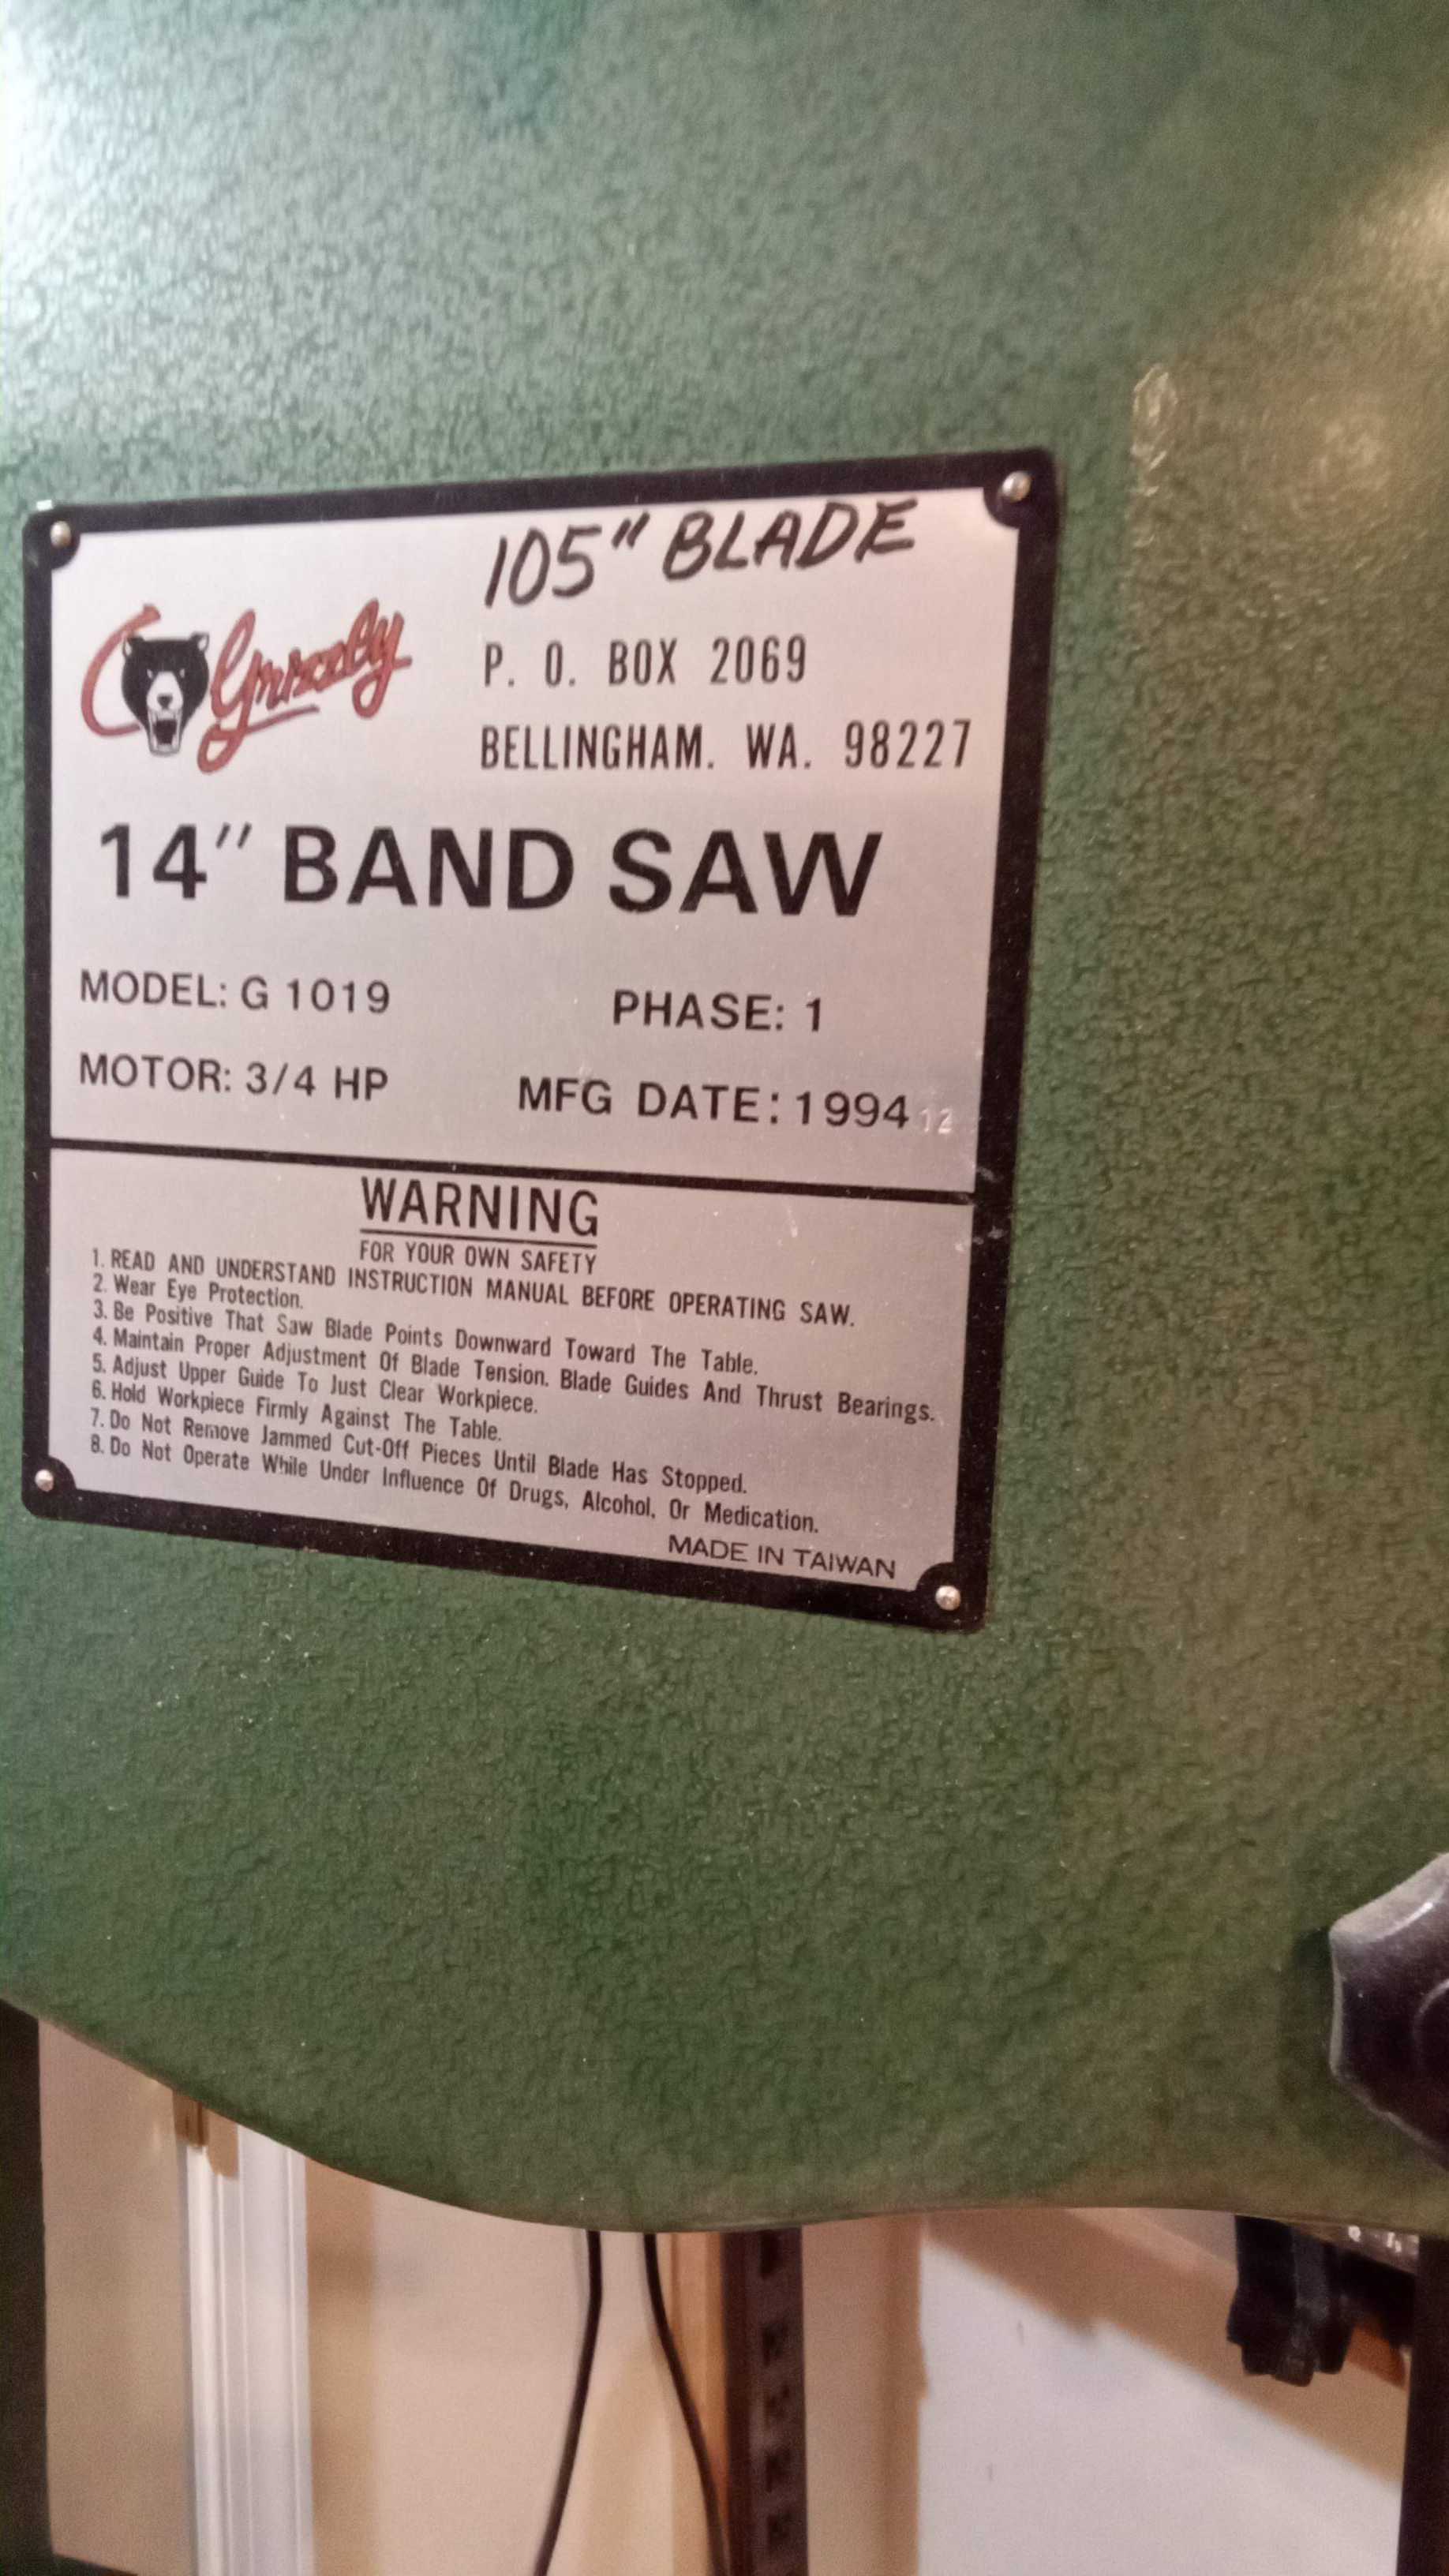 105" BLADE
Grizzly
P. O. BOX 2069
BELLINGHAM. WA. 98227
14" BAND SAW
MODEL: G 1019
PHASE: 1
MOTOR: 3/4 HP
MFG DATE: 1994 12
WARNING
FOR YOUR OWN SAFETY
1. READ AND UNDERSTAND INSTRUCTION MANUAL BEFORE OPERATING SAW.
2. Wear Eye Protection.
3. Be Positive That Saw Blade Points Downward Toward The Table.
4. Maintain Proper Adjustment Of Blade Tension. Blade Guides And Thrust Bearings.
5. Adjust Upper Guide To Just Clear Workpiece.
6. Hold Workpiece Firmly Against The Table.
7. Do Not Remove Jammed Cut-Off Pieces Until Blade Has Stopped.
8. Do Not Operate While Under Influence Of Drugs, Alcohol, Or Medication.
MADE IN TAIWAN